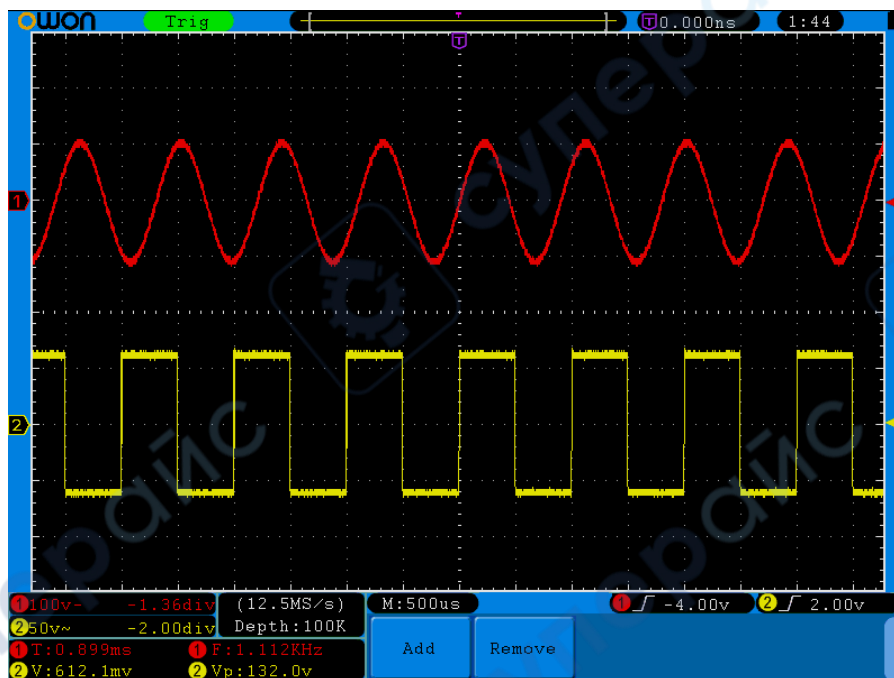 OWON Trig T 0.000ns 1:44
T
1
2
1 100v- -1.36div (12.5MS/s) M:500us 1 -4.00v 2 2.00v
2 50v~ -2.00div Depth:100K
1 T:0.899ms 1 F:1.112KHz Add Remove
2 V:612.1mv 2 Vp:132.0v
суперайс
суперайс